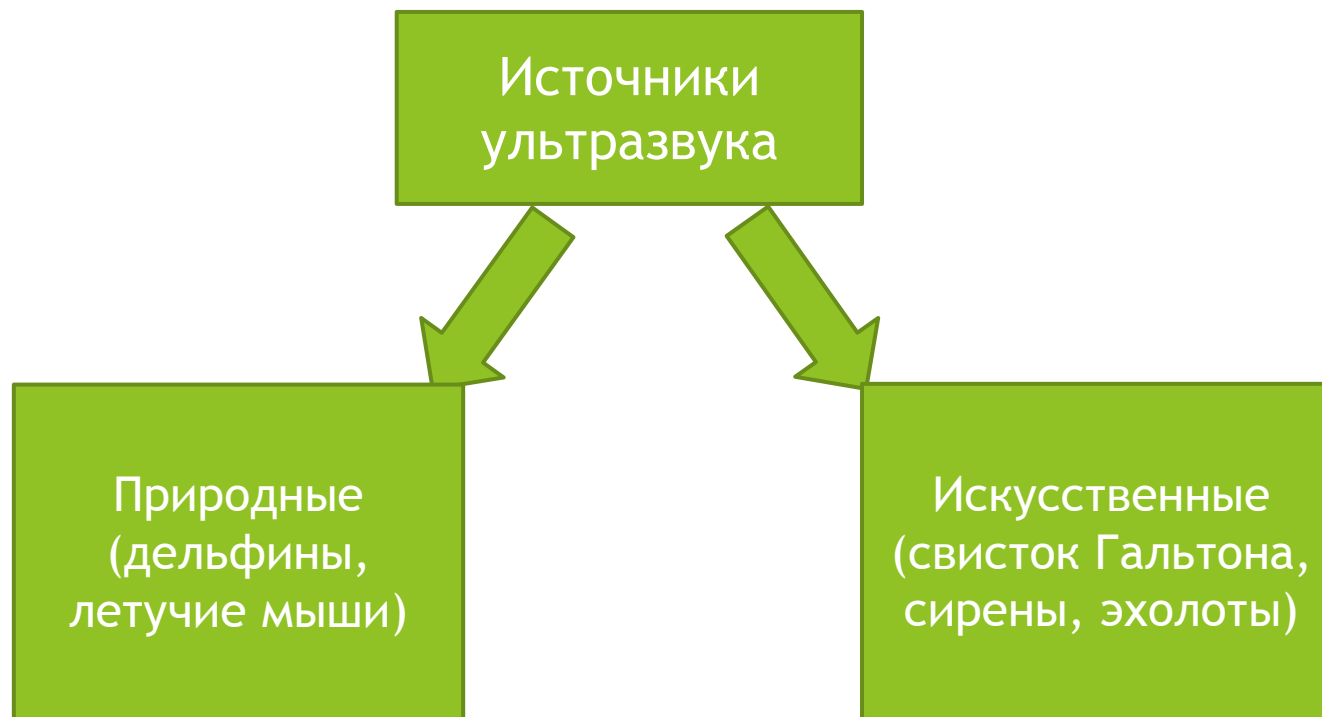 Источники
ультразвука
Природные
(дельфины,
летучие мыши)
Искусственные
(свисток Гальтона,
сирены, эхолоты)